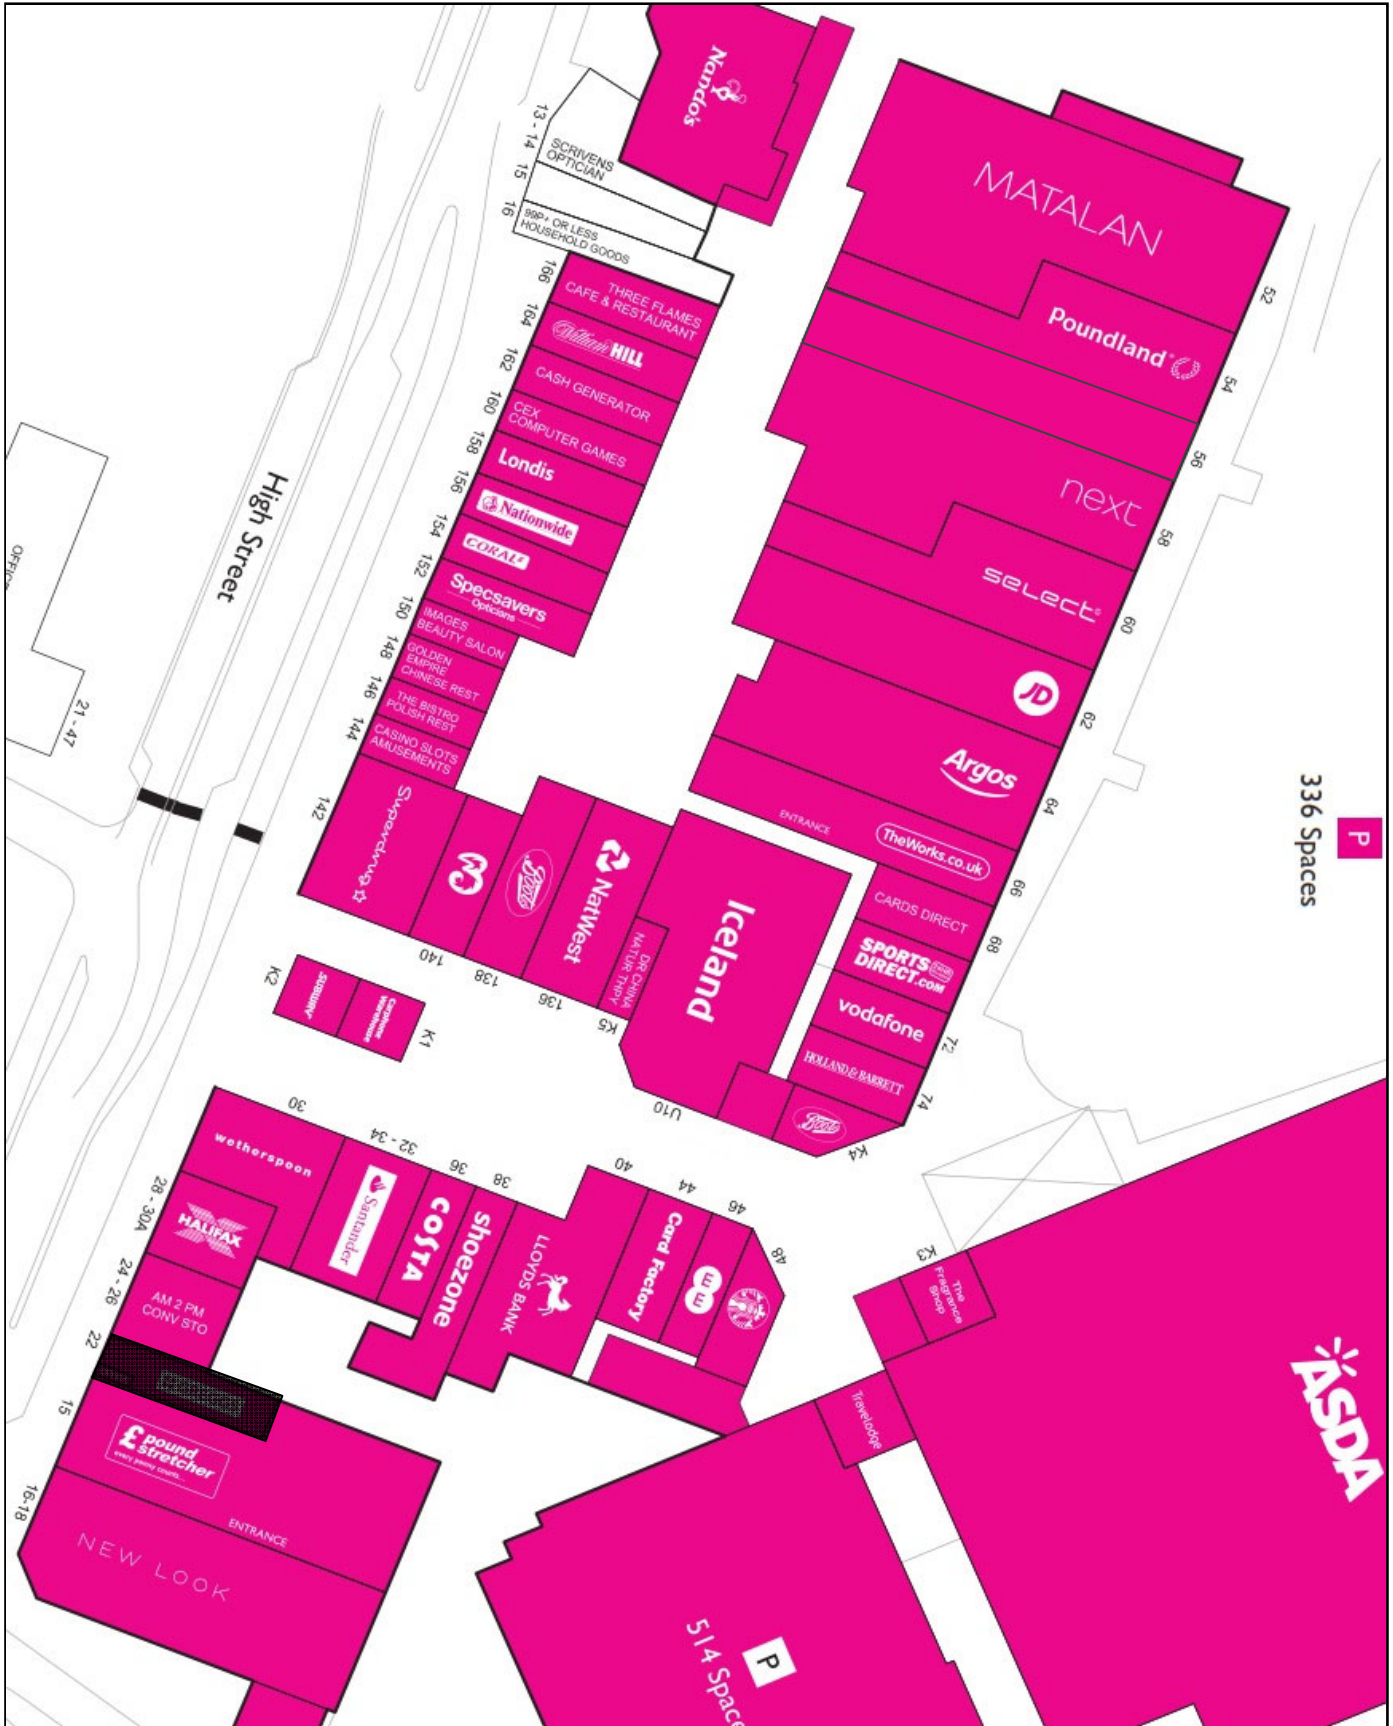 Nando's
13 - 14
SCRIVENS
OPTICIAN
15
16
99P+ OR LESS
HOUSEHOLD GOODS
166
THREE FLAMES
CAFE & RESTAURANT
164
William HILL
162
CASH GENERATOR
160
CEX
COMPUTER GAMES
158
Londis
156
Nationwide
154
CORAL
152
Specsavers
Opticians
150
IMAGES
BEAUTY SALON
148
GOLDEN
EMPIRE
CHINESE REST
146
THE BISTRO
POLISH REST
144
CASINO SLOTS
AMUSEMENTS
142
Superdrug
140
Boots
138
NatWest
136
DR CHINA
NATUR THPY
K5
Iceland
U10
MATALAN
52
Poundland
54
56
next
58
select
60
JD
62
Argos
64
ENTRANCE
TheWorks.co.uk
66
CARDS DIRECT
68
SPORTS
DIRECT.COM
vodafone
72
HOLLAND & BARRETT
74
Boots
K4
P
336 Spaces
High Street
21 - 47
K2
SUBWAY
Carphone
Warehouse
K1
30
wetherspoon
28 - 30A
HALIFAX
24 - 26
AM 2 PM
CONV STO
22
32 - 34
Santander
36
COSTA
38
shoezone
LLOYDS BANK
40
44
Card Factory
46
EE
48
15
£ pound
stretcher
every penny counts...
16-18
ENTRANCE
NEW LOOK
K3
The
Fragrance
Shop
Travelodge
ASDA
P
514 Space